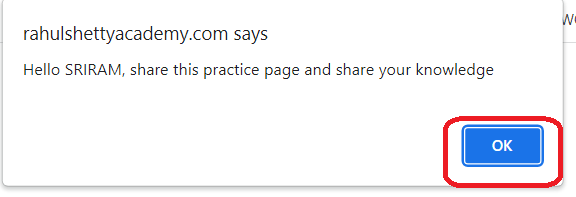 rahulshettyacademy.com says
Hello SRIRAM, share this practice page and share your knowledge
OK